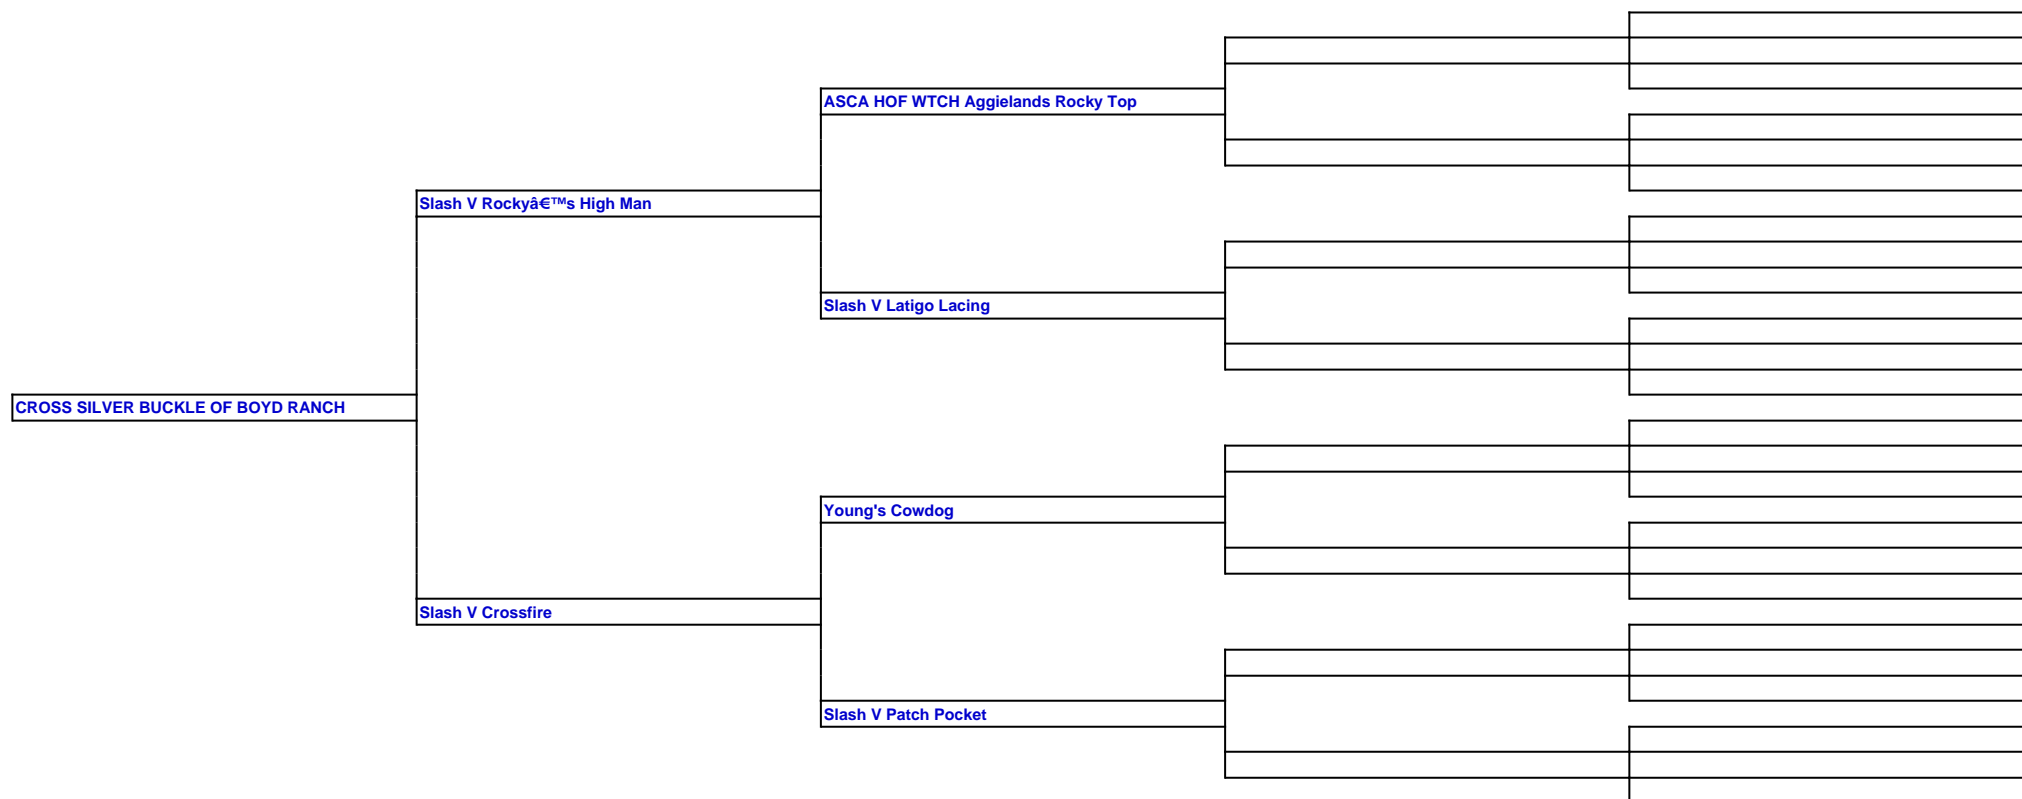 ASCA HOF WTCH Aggielands Rocky Top
Slash V Rockyâ€™s High Man
Slash V Latigo Lacing
CROSS SILVER BUCKLE OF BOYD RANCH
Young's Cowdog
Slash V Crossfire
Slash V Patch Pocket